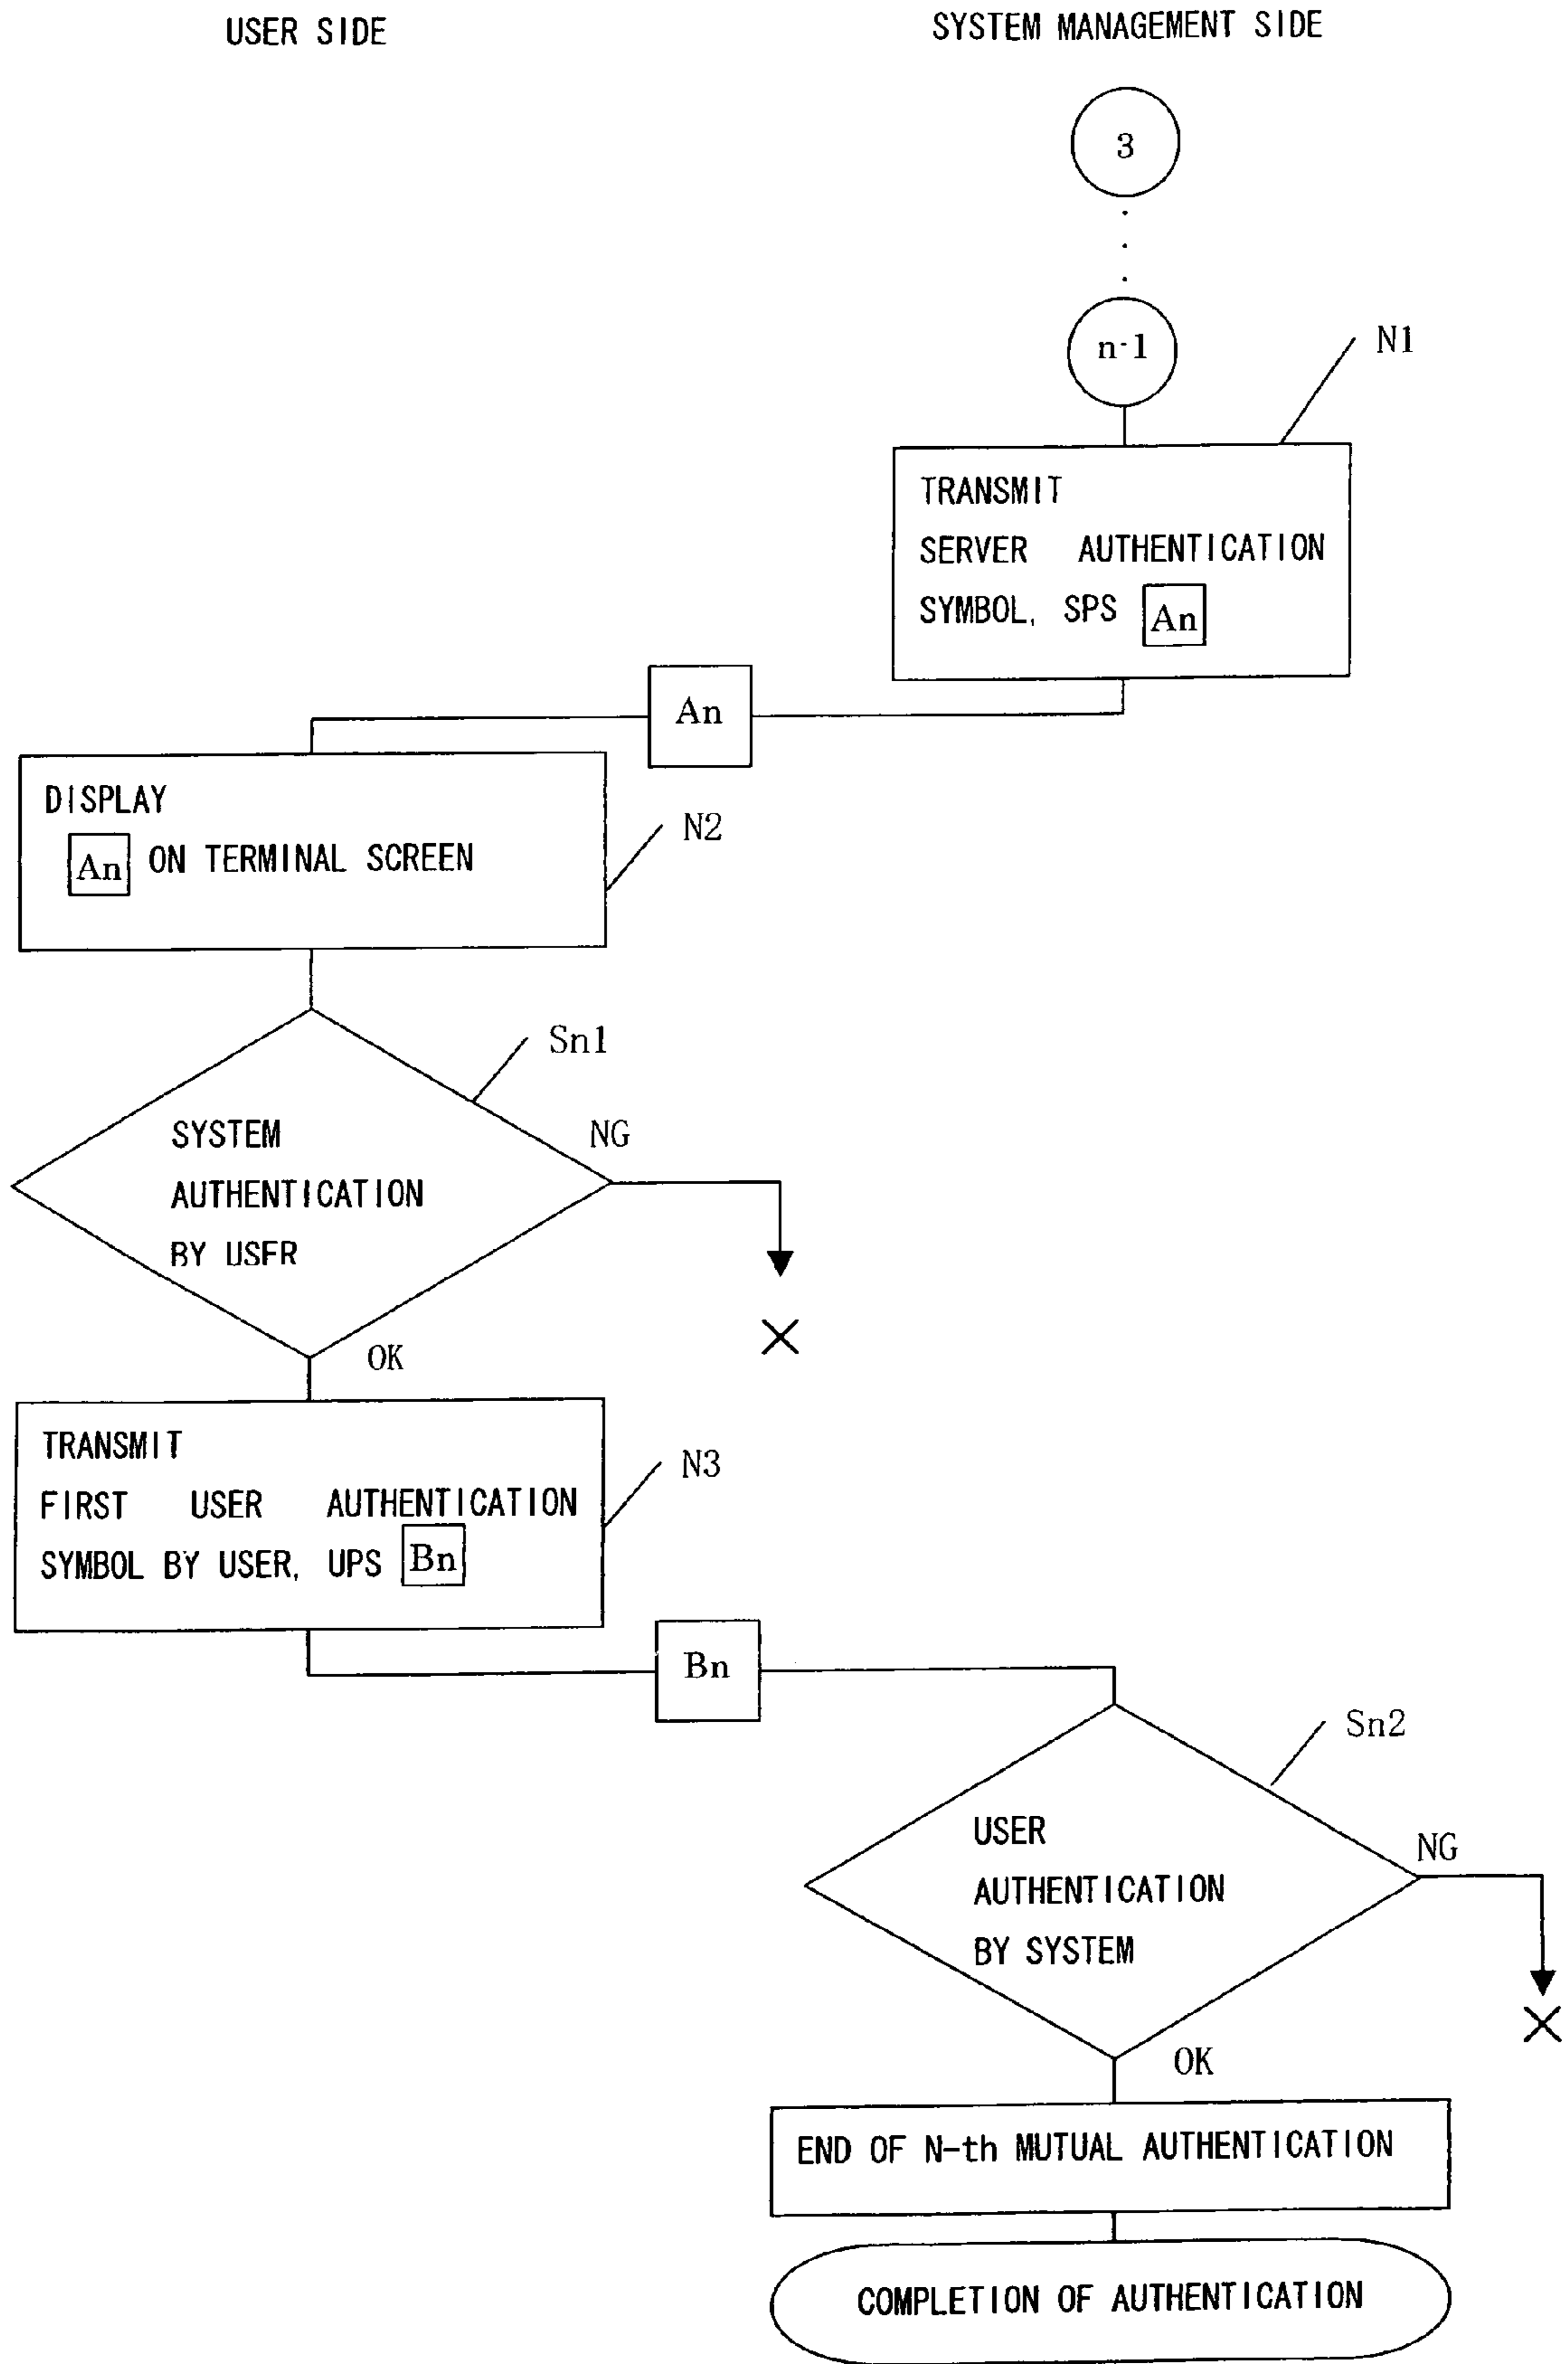 USER SIDE
SYSTEM MANAGEMENT SIDE
3
n-1
N1
TRANSMIT
SERVER AUTHENTICATION
SYMBOL, SPS An
An
DISPLAY
An ON TERMINAL SCREEN
N2
Sn1
SYSTEM
AUTHENTICATION
BY USER
NG
OK
TRANSMIT
FIRST USER AUTHENTICATION
SYMBOL BY USER, UPS Bn
N3
Bn
Sn2
USER
AUTHENTICATION
BY SYSTEM
NG
OK
END OF N-th MUTUAL AUTHENTICATION
COMPLETION OF AUTHENTICATION